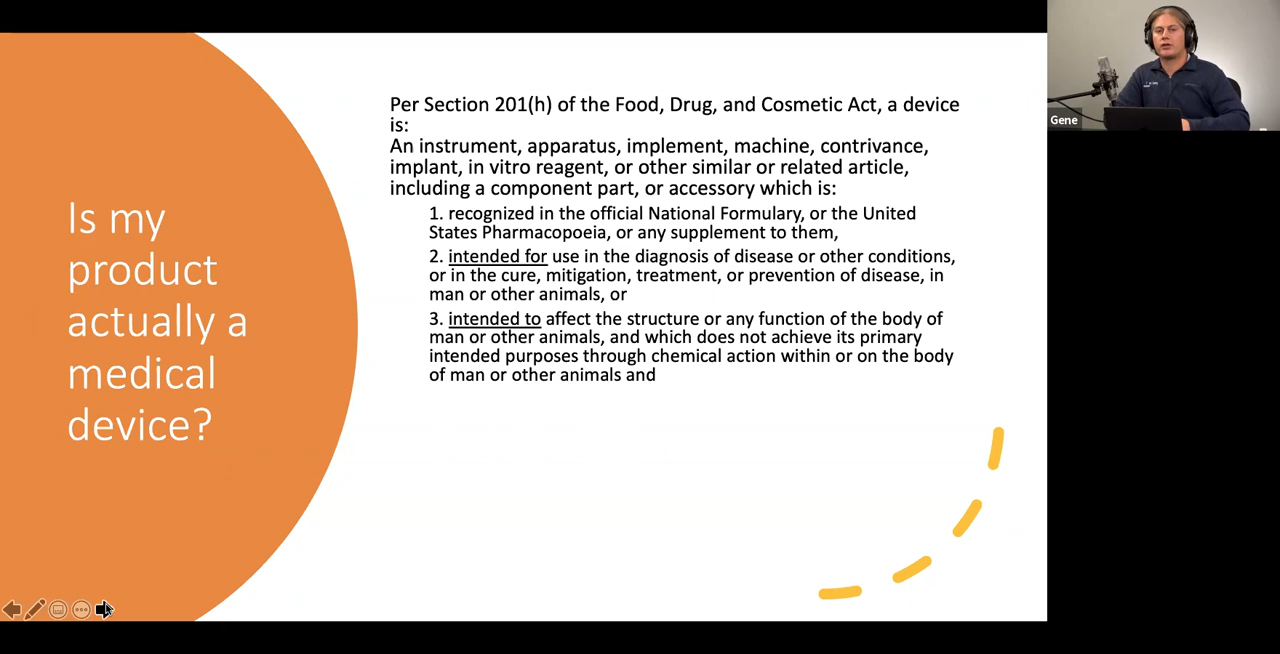 Is my
product
actually a
medical
device?
Per Section 201(h) of the Food, Drug, and Cosmetic Act, a device
is:
An instrument, apparatus, implement, machine, contrivance,
implant, in vitro reagent, or other similar or related article,
including a component part, or accessory which is:
1. recognized in the official National Formulary, or the United
States Pharmacopoeia, or any supplement to them,
2. intended for use in the diagnosis of disease or other conditions,
or in the cure, mitigation, treatment, or prevention of disease, in
man or other animals, or
3. intended to affect the structure or any function of the body of
man or other animals, and which does not achieve its primary
intended purposes through chemical action within or on the body
of man or other animals and
Gene